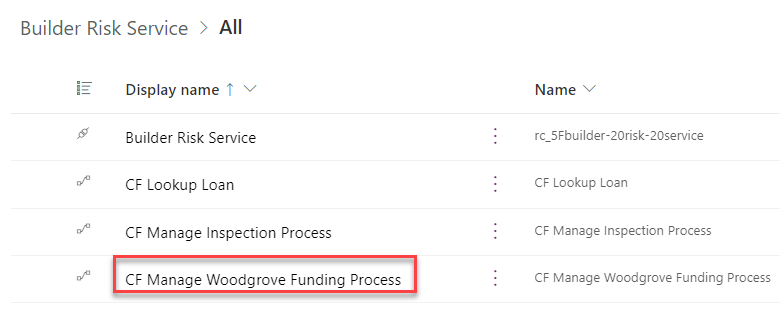 Builder Risk Service > All
Display name ↑ Name
Builder Risk Service rc_5Fbuilder-20risk-20service
CF Lookup Loan CF Lookup Loan
CF Manage Inspection Process CF Manage Inspection Process
CF Manage Woodgrove Funding Process CF Manage Woodgrove Funding Process